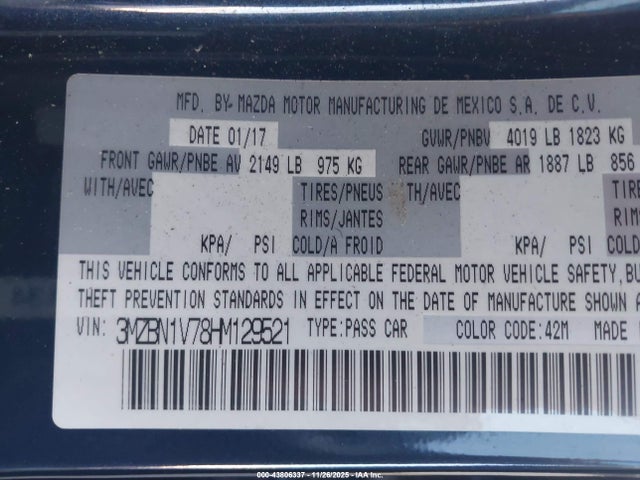 MFD. BY- MAZDA MOTOR MANUFACTURING DE MEXICO S.A. DE C.V.
DATE 01/17 GVWR/PNBV 4019 LB 1823 KG
FRONT GAWR/PNBE AV 2149 LB 975 KG REAR GAWR/PNBE AR 1887 LB 856
WITH/AVEC TIRES/PNEUS TH/AVEC TIRE
RIMS/JANTES RIM
KPA/ PSI COLD/A FROID KPA/ PSI COLD
THIS VEHICLE CONFORMS TO ALL APPLICABLE FEDERAL MOTOR VEHICLE SAFETY, BU
THEFT PREVENTION STANDARDS IN EFFECT ON THE DATE OF MANUFACTURE SHOWN
VIN: 3MZBN1V78HM129521 TYPE:PASS CAR COLOR CODE:42M MADE
000-43806337 - 11/26/2025 - IAA Inc.